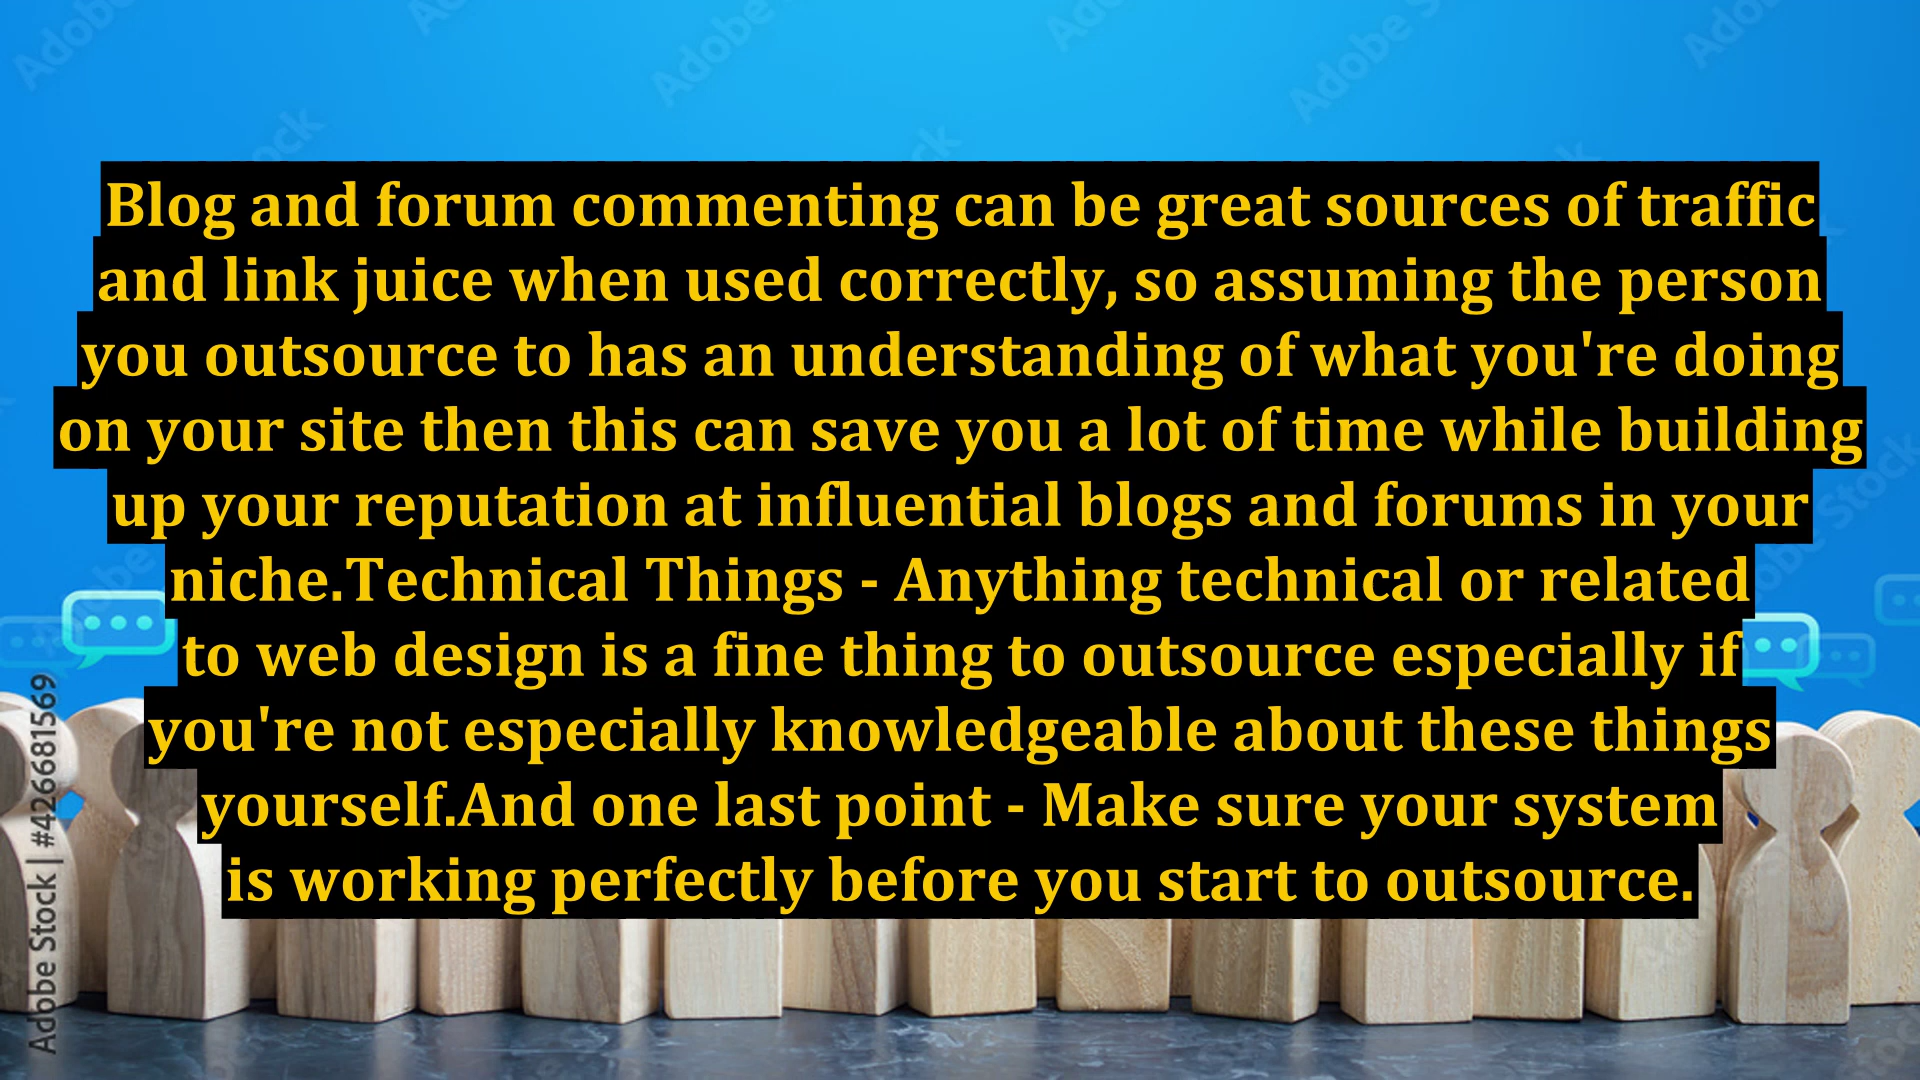 Blog and forum commenting can be great sources of traffic
and link juice when used correctly, so assuming the person
you outsource to has an understanding of what you're doing
on your site then this can save you a lot of time while building
up your reputation at influential blogs and forums in your
niche.Technical Things - Anything technical or related
to web design is a fine thing to outsource especially if
you're not especially knowledgeable about these things
yourself.And one last point - Make sure your system
is working perfectly before you start to outsource.
Adobe Stock | #426681569